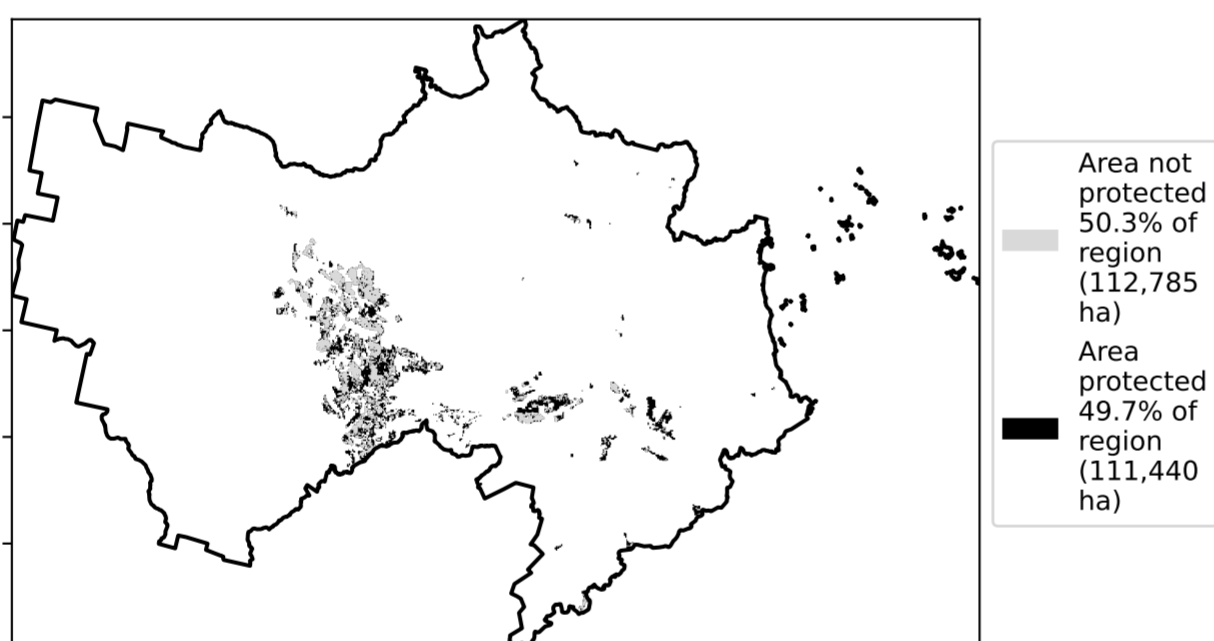 Area not
protected
50.3% of
region
(112,785
ha)
Area
protected
49.7% of
region
(111,440
ha)